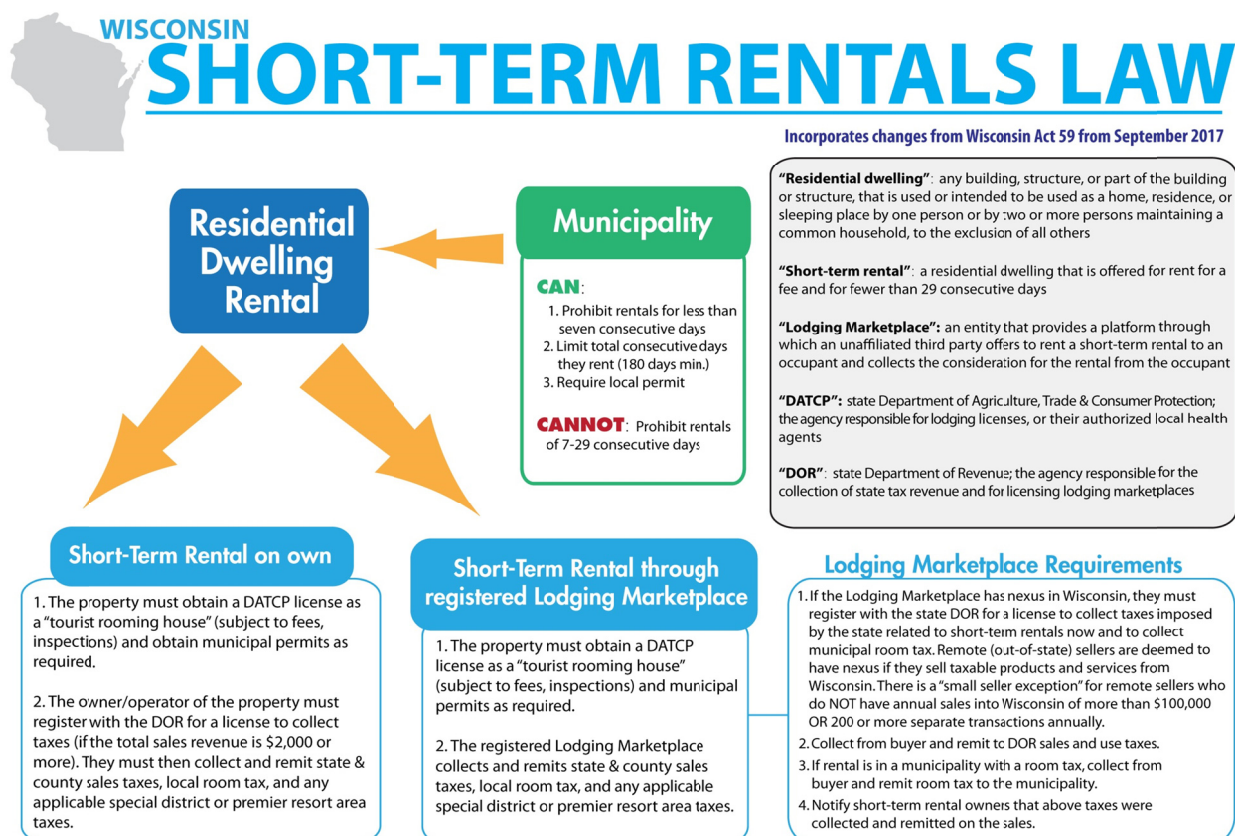 WISCONSIN
SHORT-TERM RENTALS LAW
Incorporates changes from Wisconsin Act 59 from September 2017
Residential
Dwelling
Rental
Municipality
CAN:
1. Prohibit rentals for less than
seven consecutive days
2. Limit total consecutive days
they rent (180 days min.)
3. Require local permit
CANNOT: Prohibit rentals
of 7-29 consecutive days
“Residential dwelling”: any building, structure, or part of the building
or structure, that is used or intended to be used as a home, residence, or
sleeping place by one person or by two or more persons maintaining a
common household, to the exclusion of all others
“Short-term rental”: a residential dwelling that is offered for rent for a
fee and for fewer than 29 consecutive days
“Lodging Marketplace”: an entity that provides a platform through
which an unaffiliated third party offers to rent a short-term rental to an
occupant and collects the consideration for the rental from the occupant
“DATCP”: state Department of Agriculture, Trade & Consumer Protection;
the agency responsible for lodging licenses, or their authorized local health
agents
“DOR”: state Department of Revenue; the agency responsible for the
collection of state tax revenue and for licensing lodging marketplaces
Short-Term Rental on own
1. The property must obtain a DATCP license as
a “tourist rooming house” (subject to fees,
inspections) and obtain municipal permits as
required.
2. The owner/operator of the property must
register with the DOR for a license to collect
taxes (if the total sales revenue is $2,000 or
more). They must then collect and remit state &
county sales taxes, local room tax, and any
applicable special district or premier resort area
taxes.
Short-Term Rental through
registered Lodging Marketplace
1. The property must obtain a DATCP
license as a “tourist rooming house”
(subject to fees, inspections) and municipal
permits as required.
2. The registered Lodging Marketplace
collects and remits state & county sales
taxes, local room tax, and any applicable
special district or premier resort area taxes.
Lodging Marketplace Requirements
1. If the Lodging Marketplace has nexus in Wisconsin, they must
register with the state DOR for a license to collect taxes imposed
by the state related to short-term rentals now and to collect
municipal room tax. Remote (out-of-state) sellers are deemed to
have nexus if they sell taxable products and services from
Wisconsin. There is a “small seller exception” for remote sellers who
do NOT have annual sales into Wisconsin of more than $100,000
OR 200 or more separate transactions annually.
2. Collect from buyer and remit to DOR sales and use taxes.
3. If rental is in a municipality with a room tax, collect from
buyer and remit room tax to the municipality.
4. Notify short-term rental owners that above taxes were
collected and remitted on the sales.